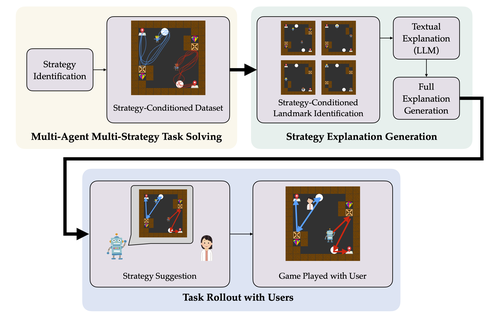 Strategy
Identification
Strategy-Conditioned Dataset
Multi-Agent Multi-Strategy Task Solving
Strategy-Conditioned
Landmark Identification
Textual
Explanation
(LLM)
Full
Explanation
Generation
Strategy Explanation Generation
Strategy Suggestion
Game Played with User
Task Rollout with Users